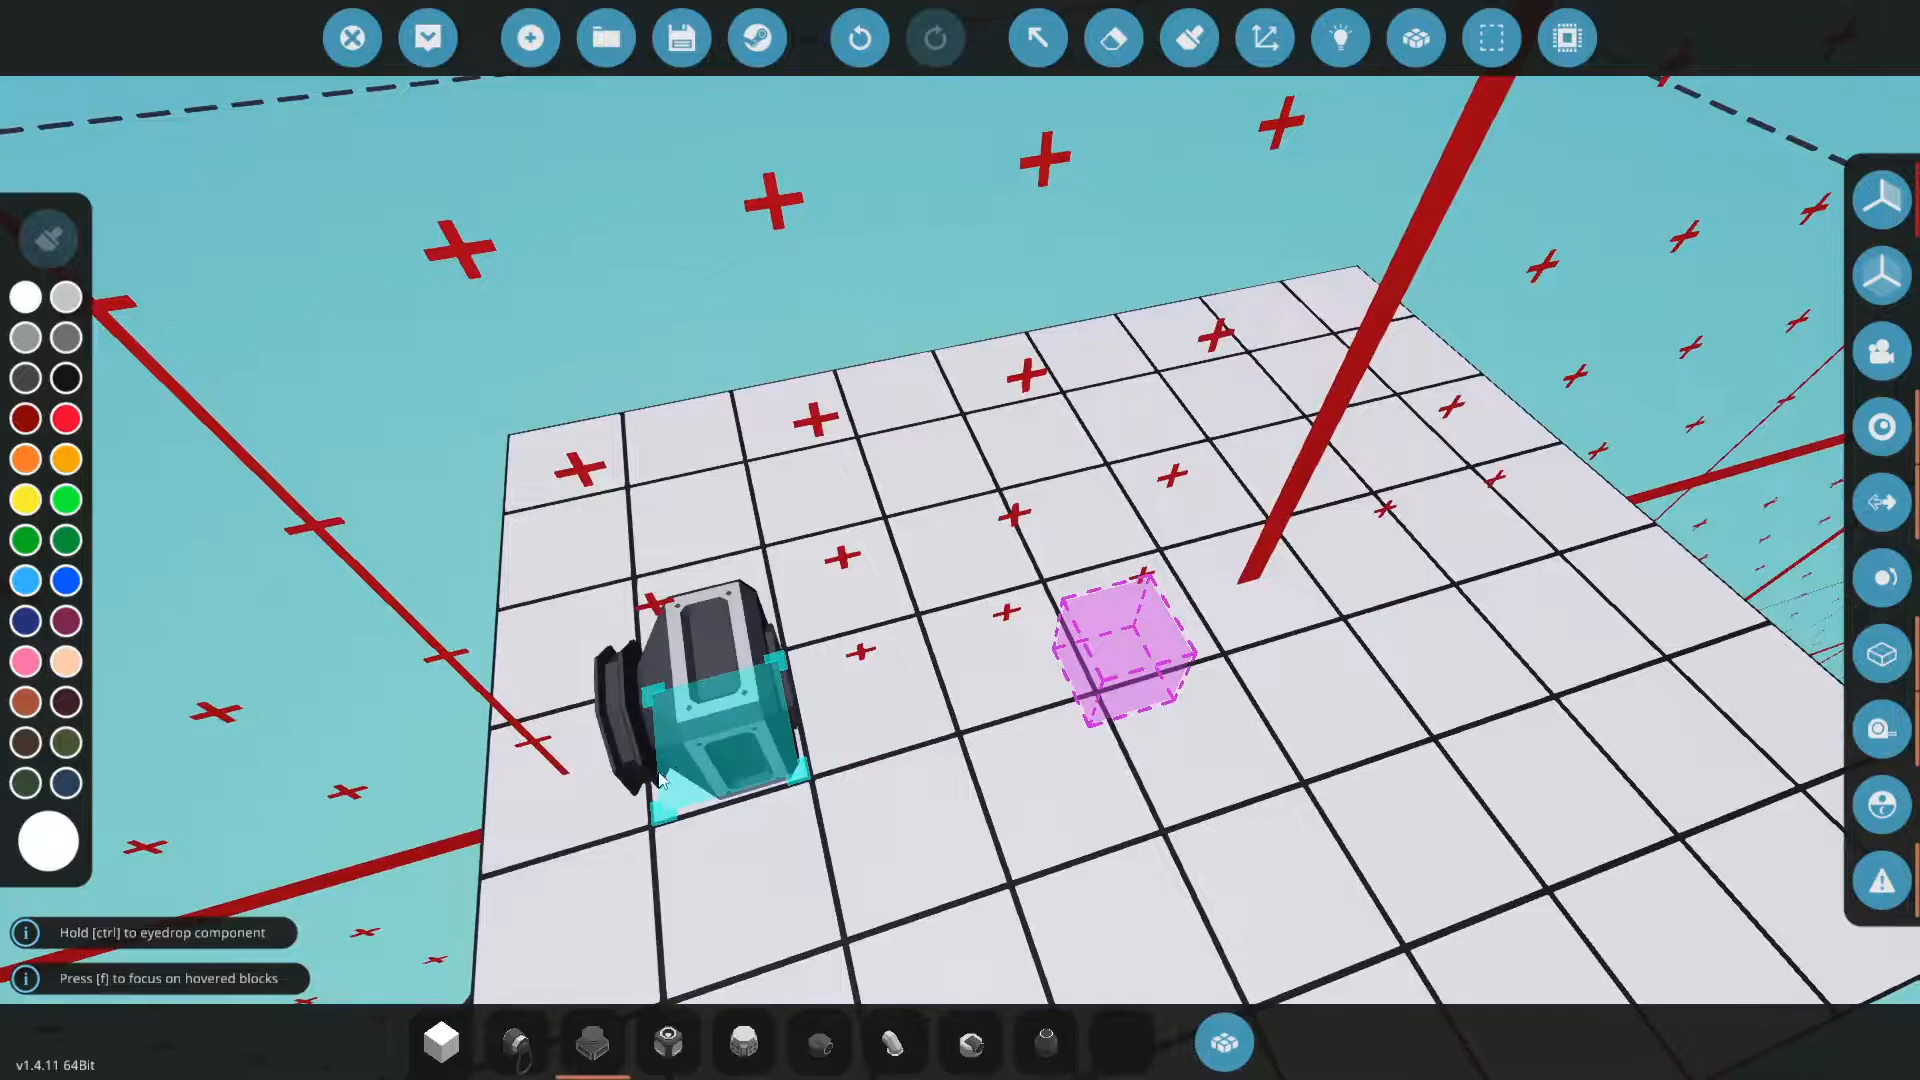 Hold [ctrl] to eyedrop component
Press [f] to focus on hovered blocks
v1.4.11 64Bit